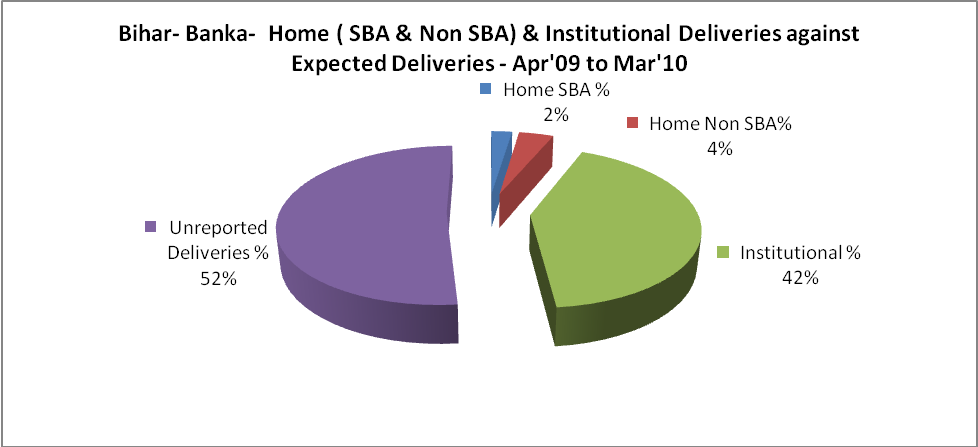 Bihar- Banka-  Home ( SBA & Non SBA) & Institutional Deliveries against
Expected Deliveries - Apr'09 to Mar'10
Home SBA %
2%
Home Non SBA%
4%
Institutional %
42%
Unreported
Deliveries %
52%